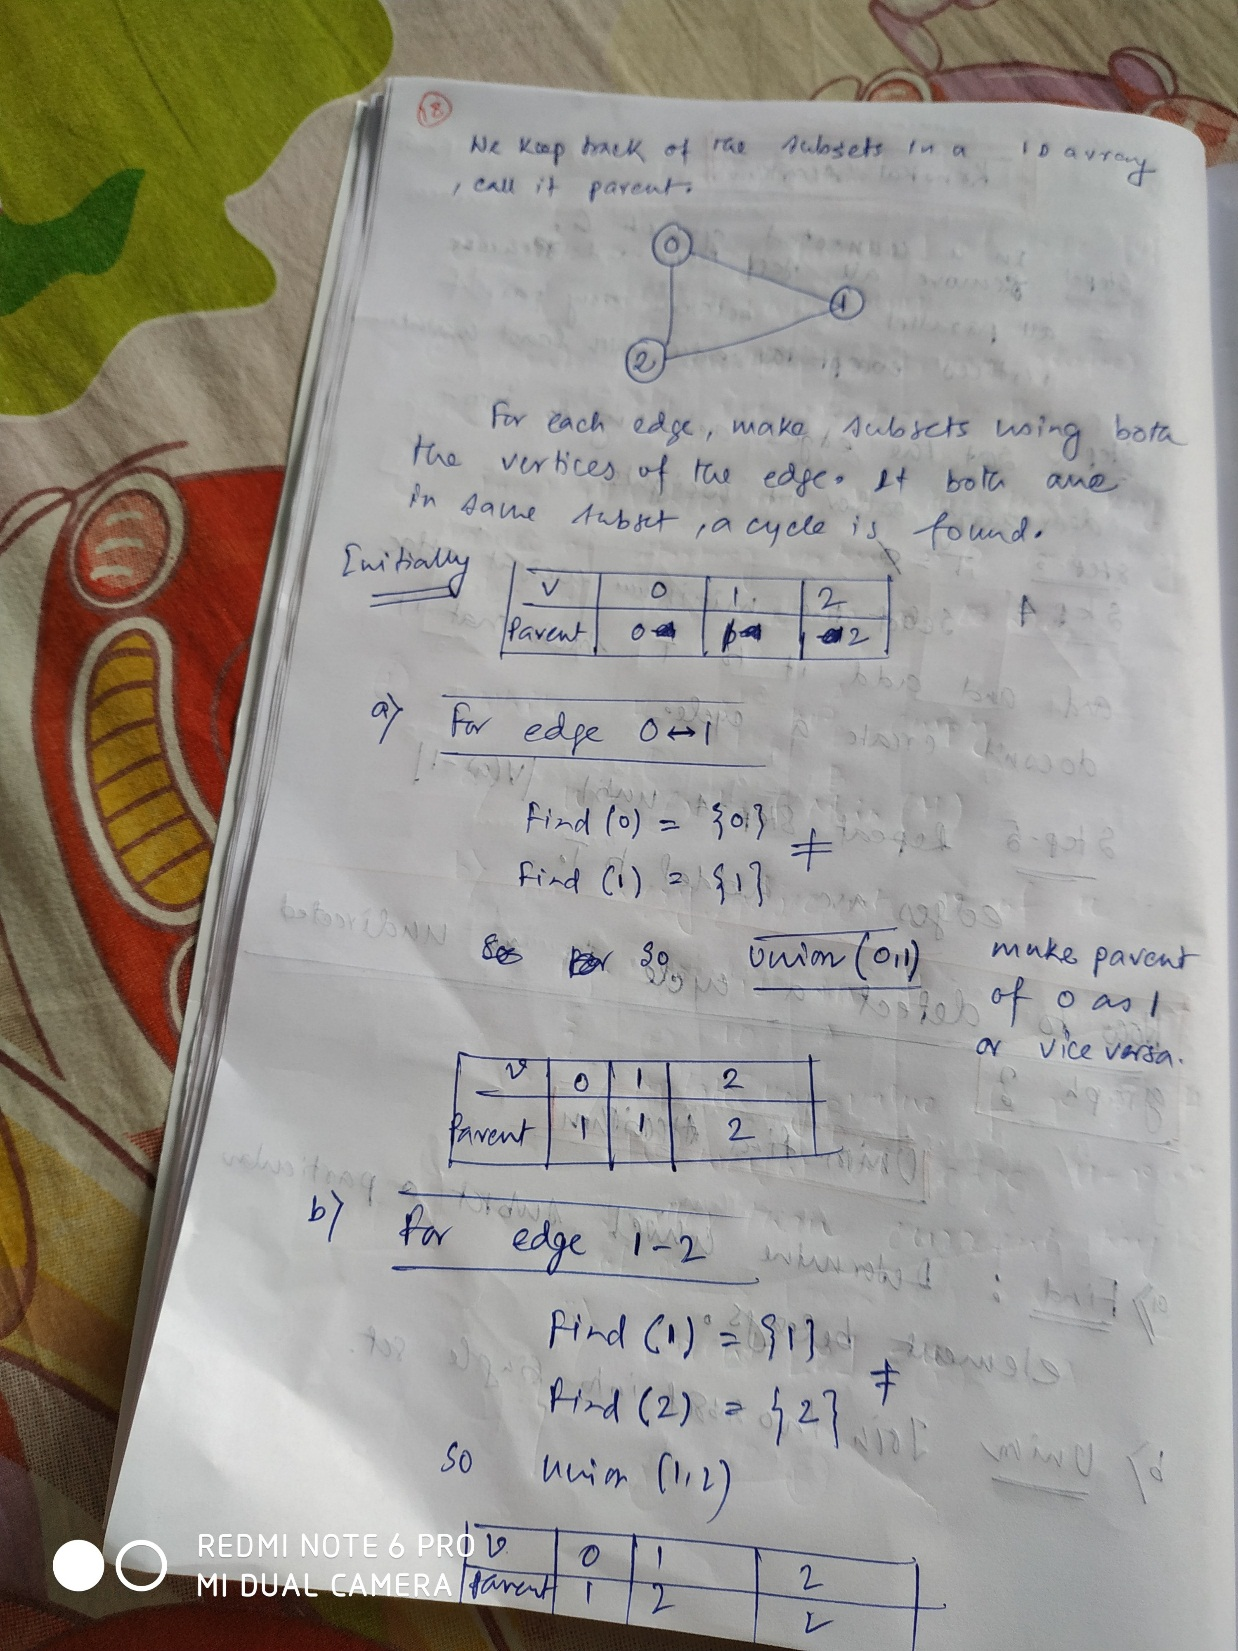 18
We keep track of the subsets in a 1D array
, call it parent.
0
1
2
For each edge, make subsets using both
the vertices of the edge. If both are
in same subset, a cycle is found.
Initially
V 0 1 2
Parent 0 1 2
a) For edge 0↔1
Find (0) = {0}
≠
Find (1) = {1}
so Union (0,1) make parent
of 0 as 1
or vice versa.
v 0 1 2
Parent 1 1 2
b) For edge 1-2
Find (1) = {1}
≠
Find (2) = {2}
So Union (1,2)
v 0 1 2
Parent 1 2 2
REDMI NOTE 6 PRO
MI DUAL CAMERA